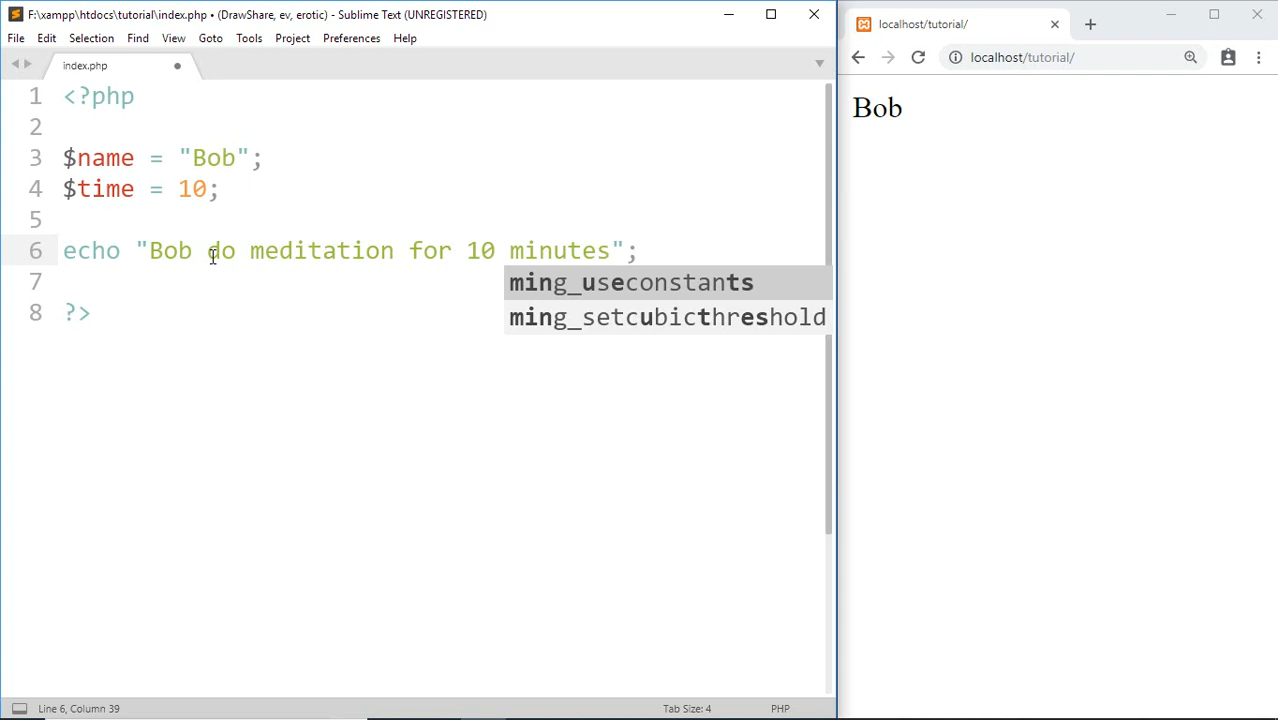 F:\xampp\htdocs\tutorial\index.php • (DrawShare, ev, erotic) - Sublime Text (UNREGISTERED)
File Edit Selection Find View Goto Tools Project Preferences Help
index.php
1 <?php
2
3 $name = "Bob";
4 $time = 10;
5
6 echo "Bob do meditation for 10 minutes";
ming_useconstants
7
ming_setcubicthreshold
8 ?>
Line 6, Column 39
Tab Size: 4
PHP
localhost/tutorial/
localhost/tutorial/
Bob